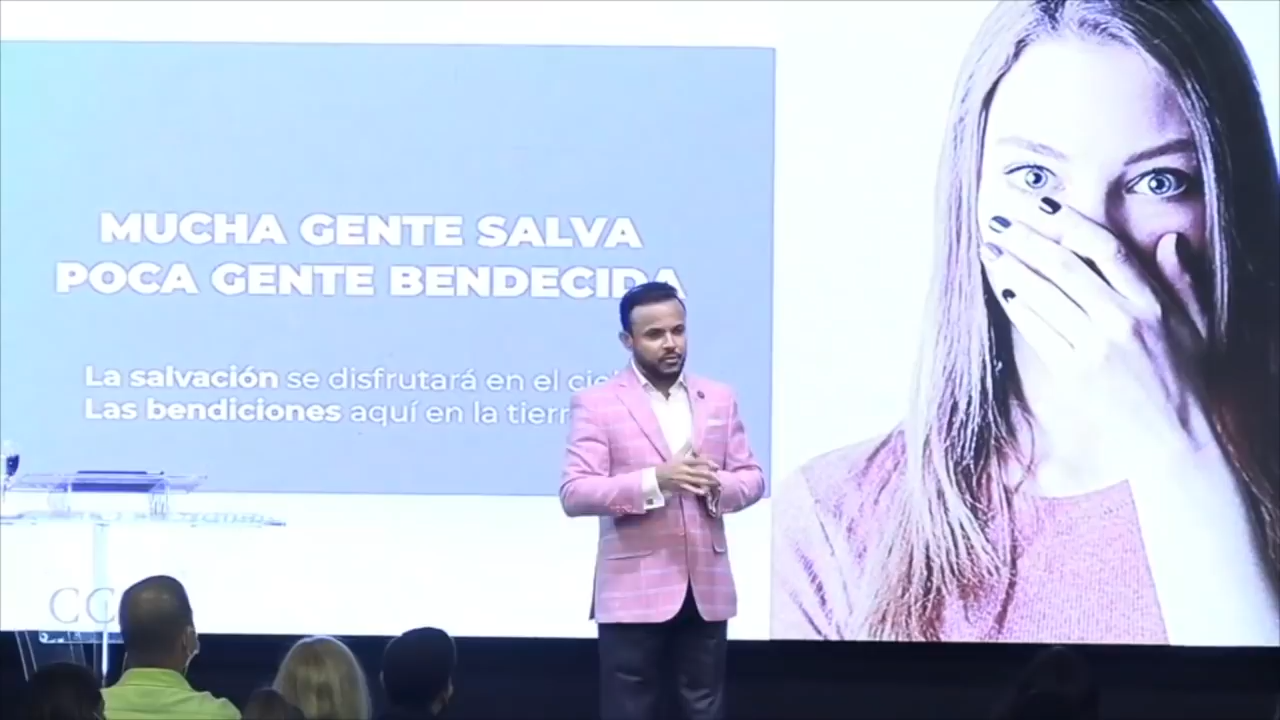 MUCHA GENTE SALVA
POCA GENTE BENDECIDA
La salvación se disfrutará en el
Las bendiciones aquí en la